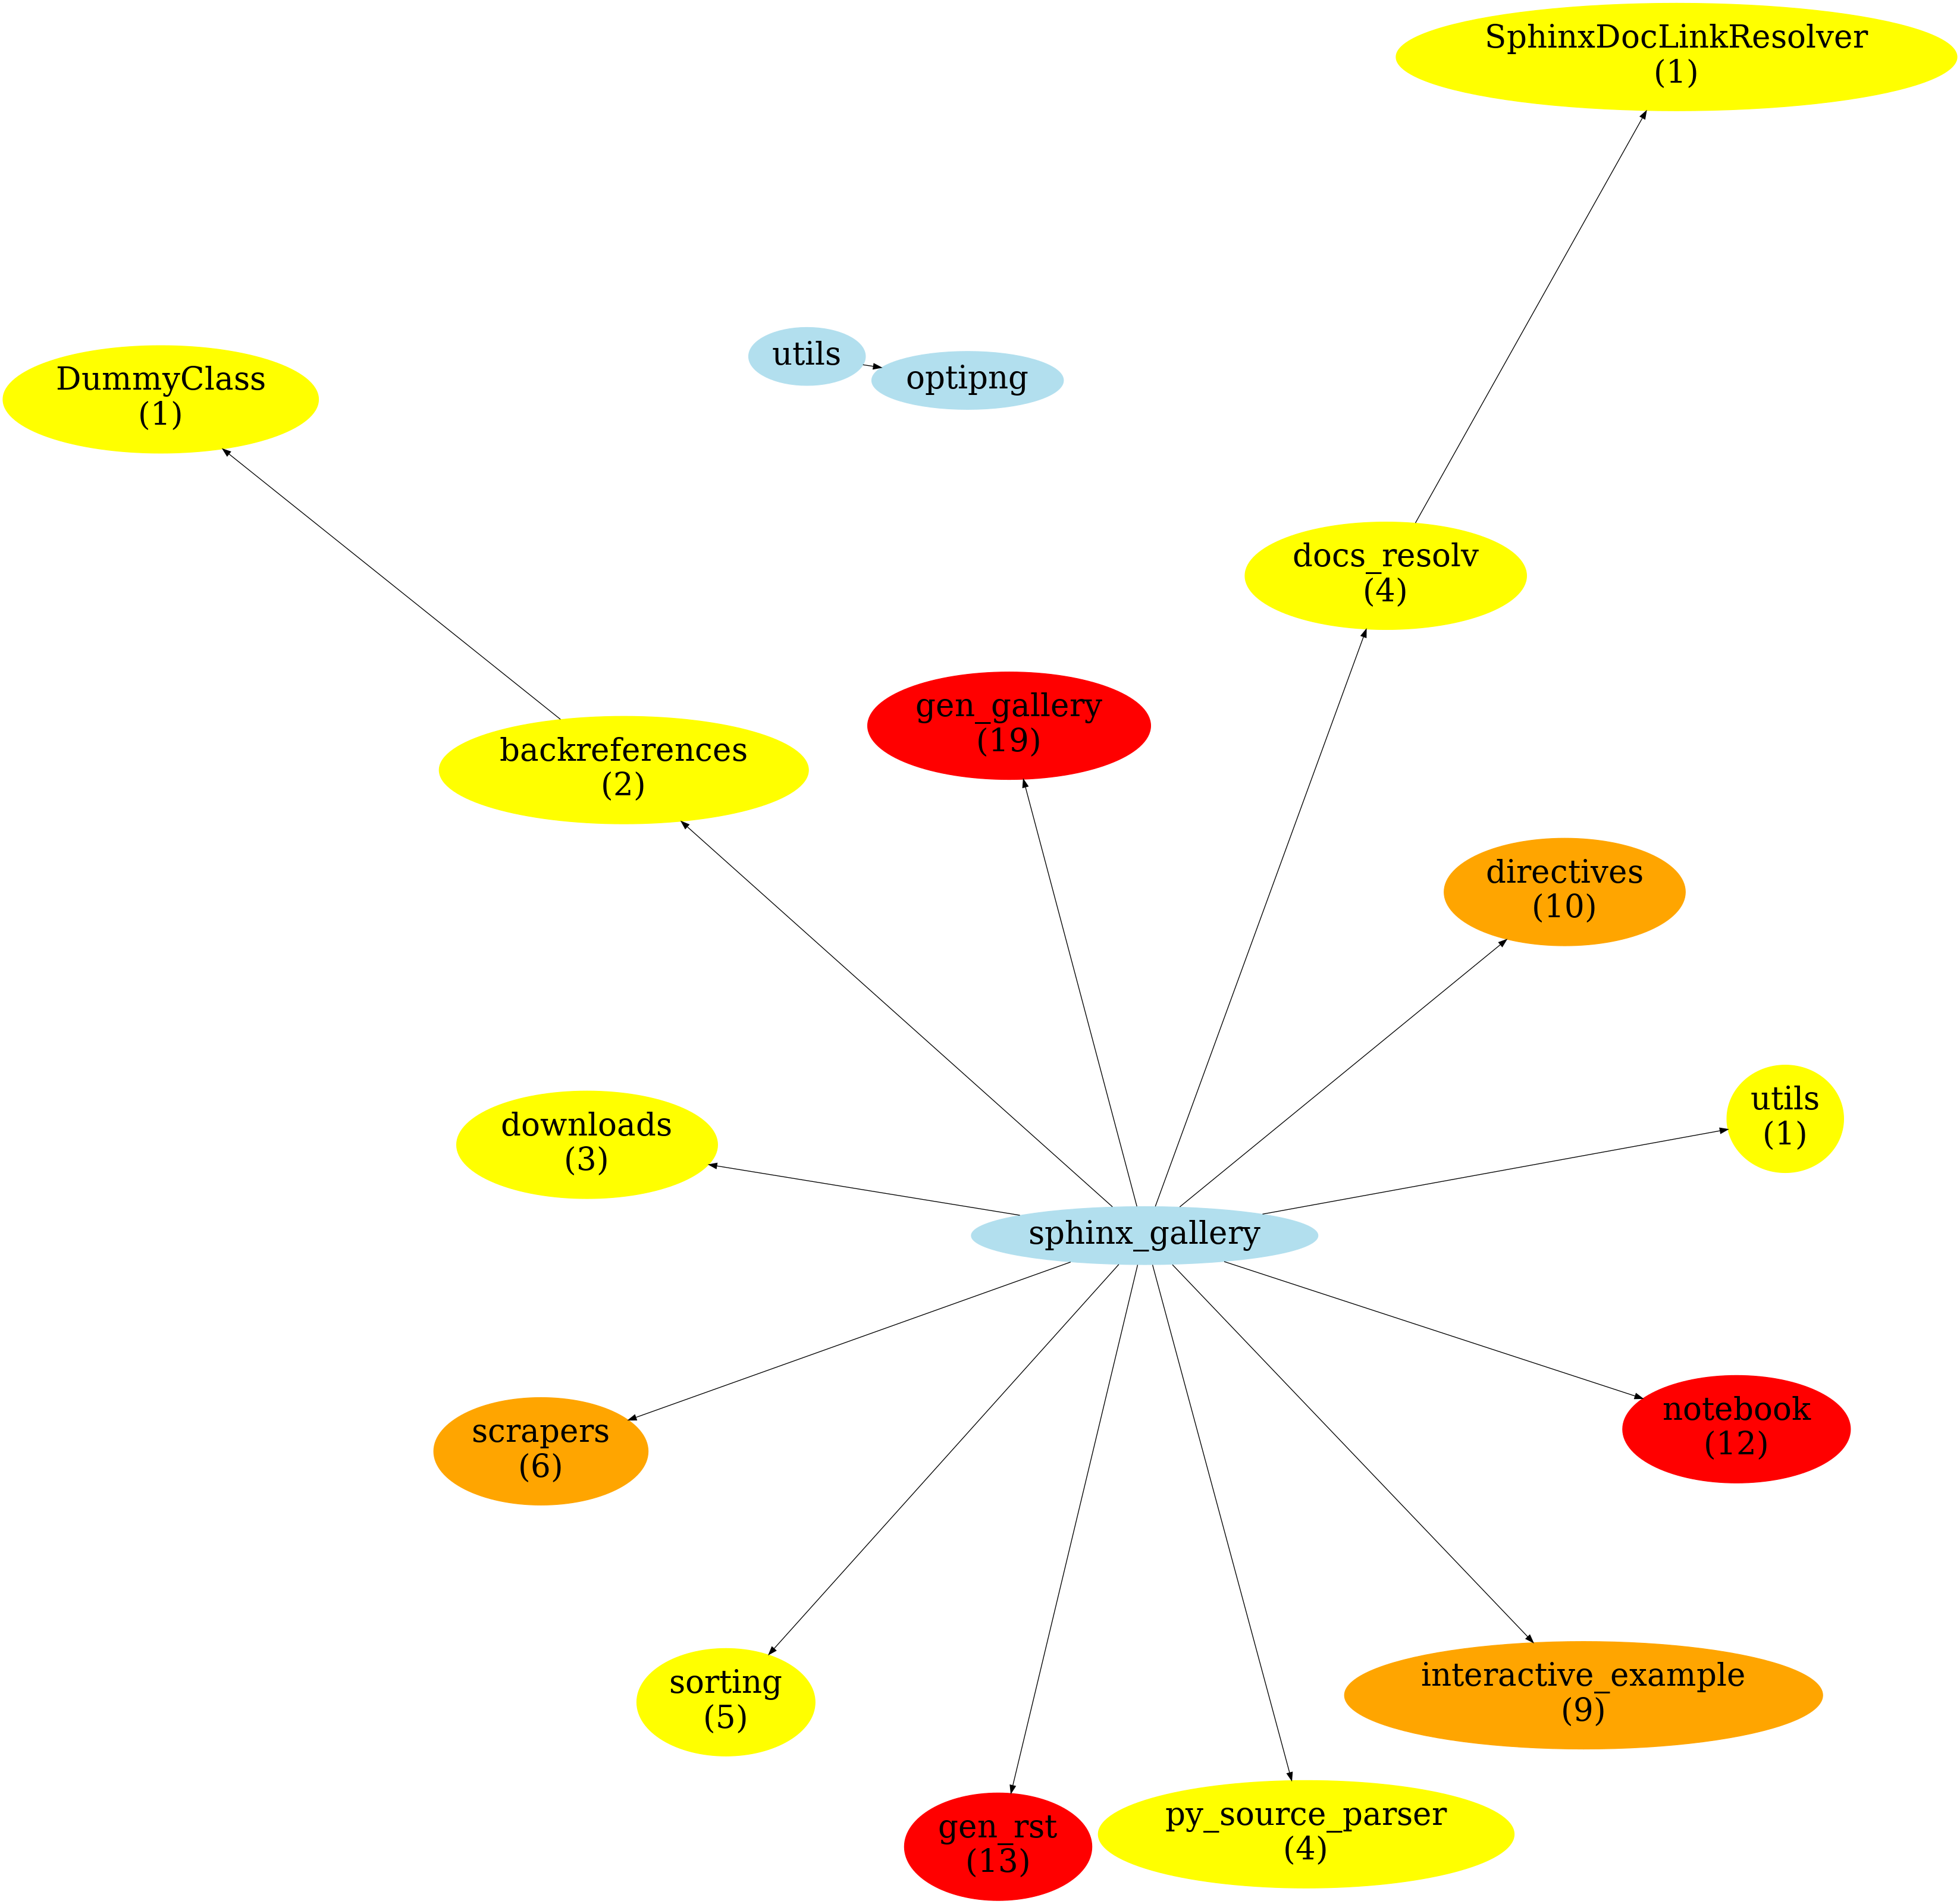 SphinxDocLinkResolver
(1)
utils
optipng
DummyClass
(1)
docs_resolv
(4)
gen_gallery
(19)
backreferences
(2)
directives
(10)
utils
(1)
downloads
(3)
sphinx_gallery
notebook
(12)
scrapers
(6)
interactive_example
(9)
sorting
(5)
py_source_parser
(4)
gen_rst
(13)